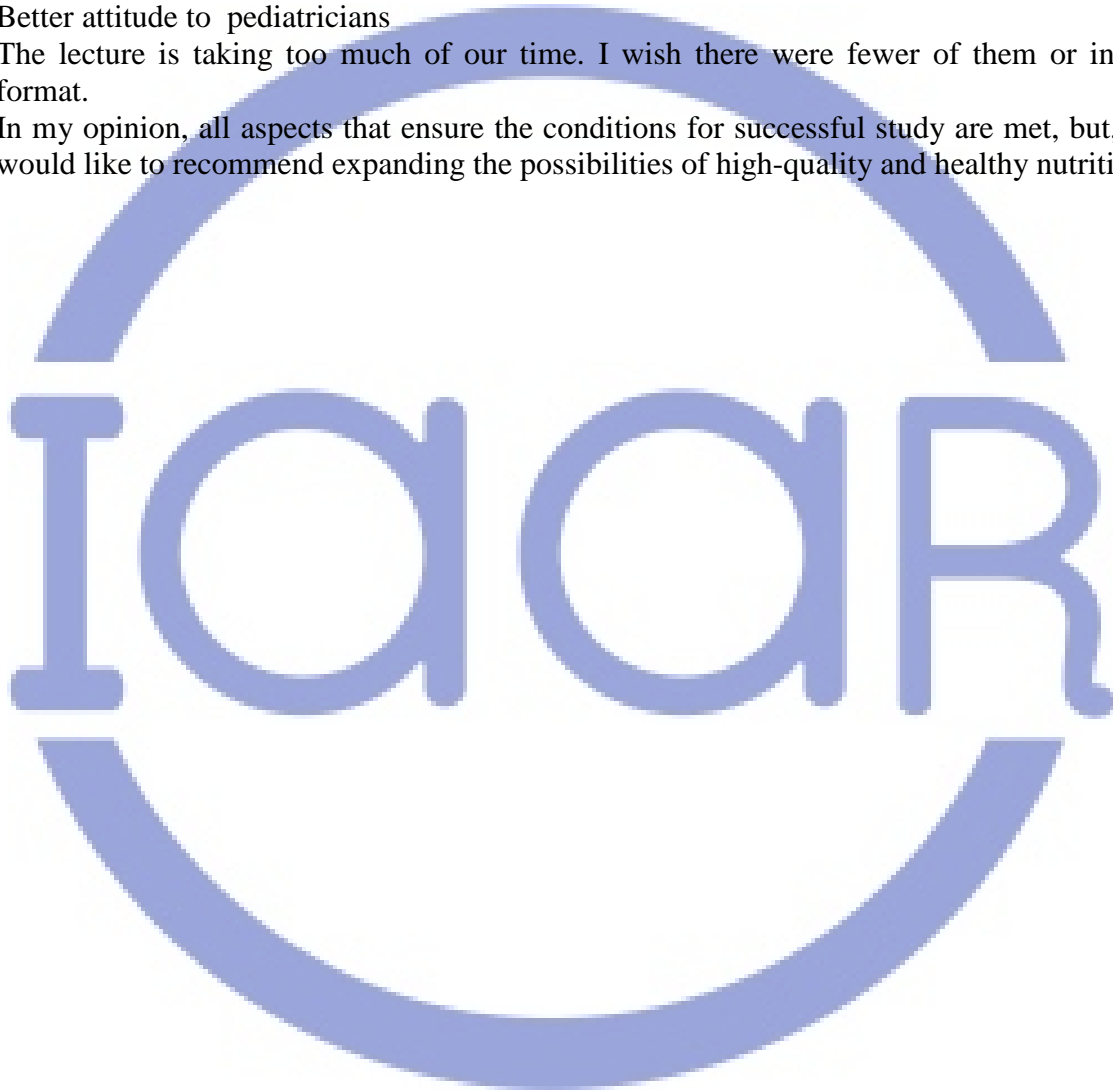 Better attitude to pediatricians
The lecture is taking too much of our time. I wish there were fewer of them or in
format.
In my opinion, all aspects that ensure the conditions for successful study are met, but,
would like to recommend expanding the possibilities of high-quality and healthy nutriti
IaaR